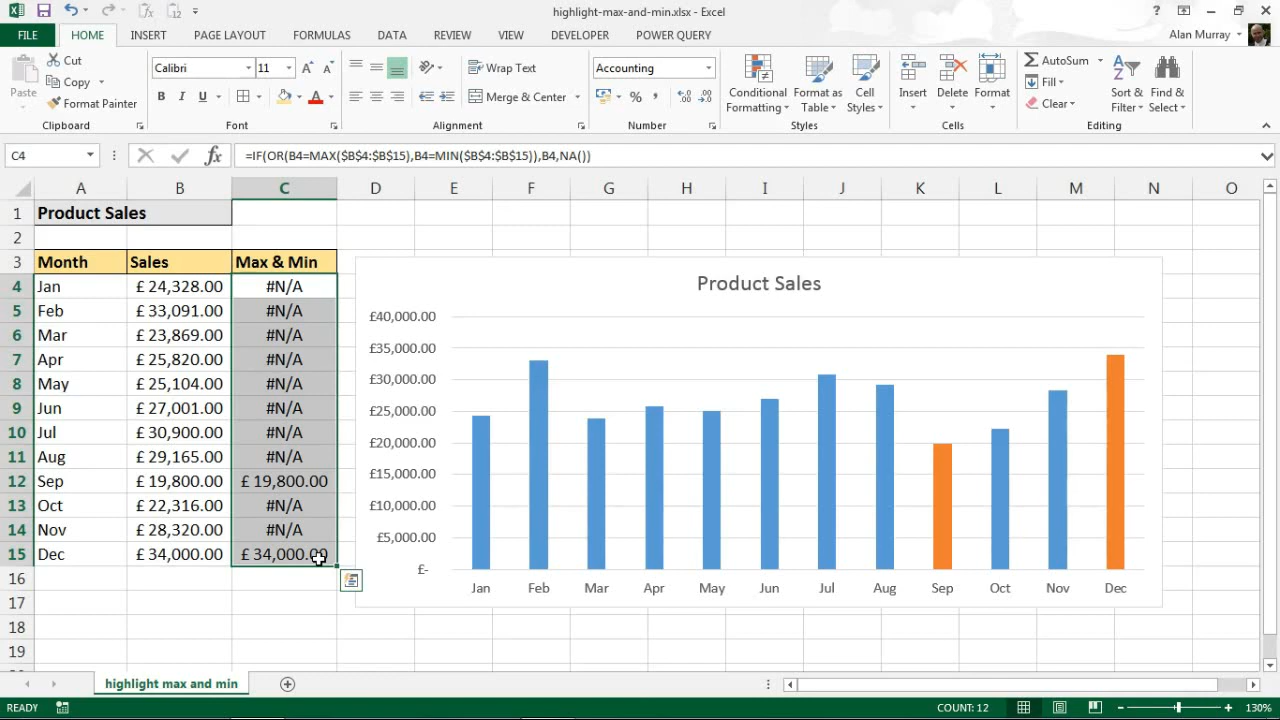 highlight-max-and-min.xlsx - Excel
FILE HOME INSERT PAGE LAYOUT FORMULAS DATA REVIEW VIEW DEVELOPER POWER QUERY Alan Murray
Paste Cut Copy Format Painter
Clipboard
Calibri 11
B I U A
Font
Wrap Text
Merge & Center
Alignment
Accounting
%
Number
Conditional Formatting
Format as Table
Cell Styles
Styles
Insert Delete Format
Cells
AutoSum
Fill
Clear
Sort & Filter
Find & Select
Editing
C4 fx =IF(OR(B4=MAX($B$4:$B$15),B4=MIN($B$4:$B$15)),B4,NA())
A B C D E F G H I J K L M N O
1 Product Sales
2
3 Month Sales Max & Min
4 Jan £ 24,328.00 #N/A
5 Feb £ 33,091.00 #N/A
6 Mar £ 23,869.00 #N/A
7 Apr £ 25,820.00 #N/A
8 May £ 25,104.00 #N/A
9 Jun £ 27,001.00 #N/A
10 Jul £ 30,900.00 #N/A
11 Aug £ 29,165.00 #N/A
12 Sep £ 19,800.00 £ 19,800.00
13 Oct £ 22,316.00 #N/A
14 Nov £ 28,320.00 #N/A
15 Dec £ 34,000.00 £ 34,000.00
16
17
18
19
Product Sales
£40,000.00
£35,000.00
£30,000.00
£25,000.00
£20,000.00
£15,000.00
£10,000.00
£5,000.00
£-
Jan Feb Mar Apr May Jun Jul Aug Sep Oct Nov Dec
highlight max and min
READY COUNT: 12 130%